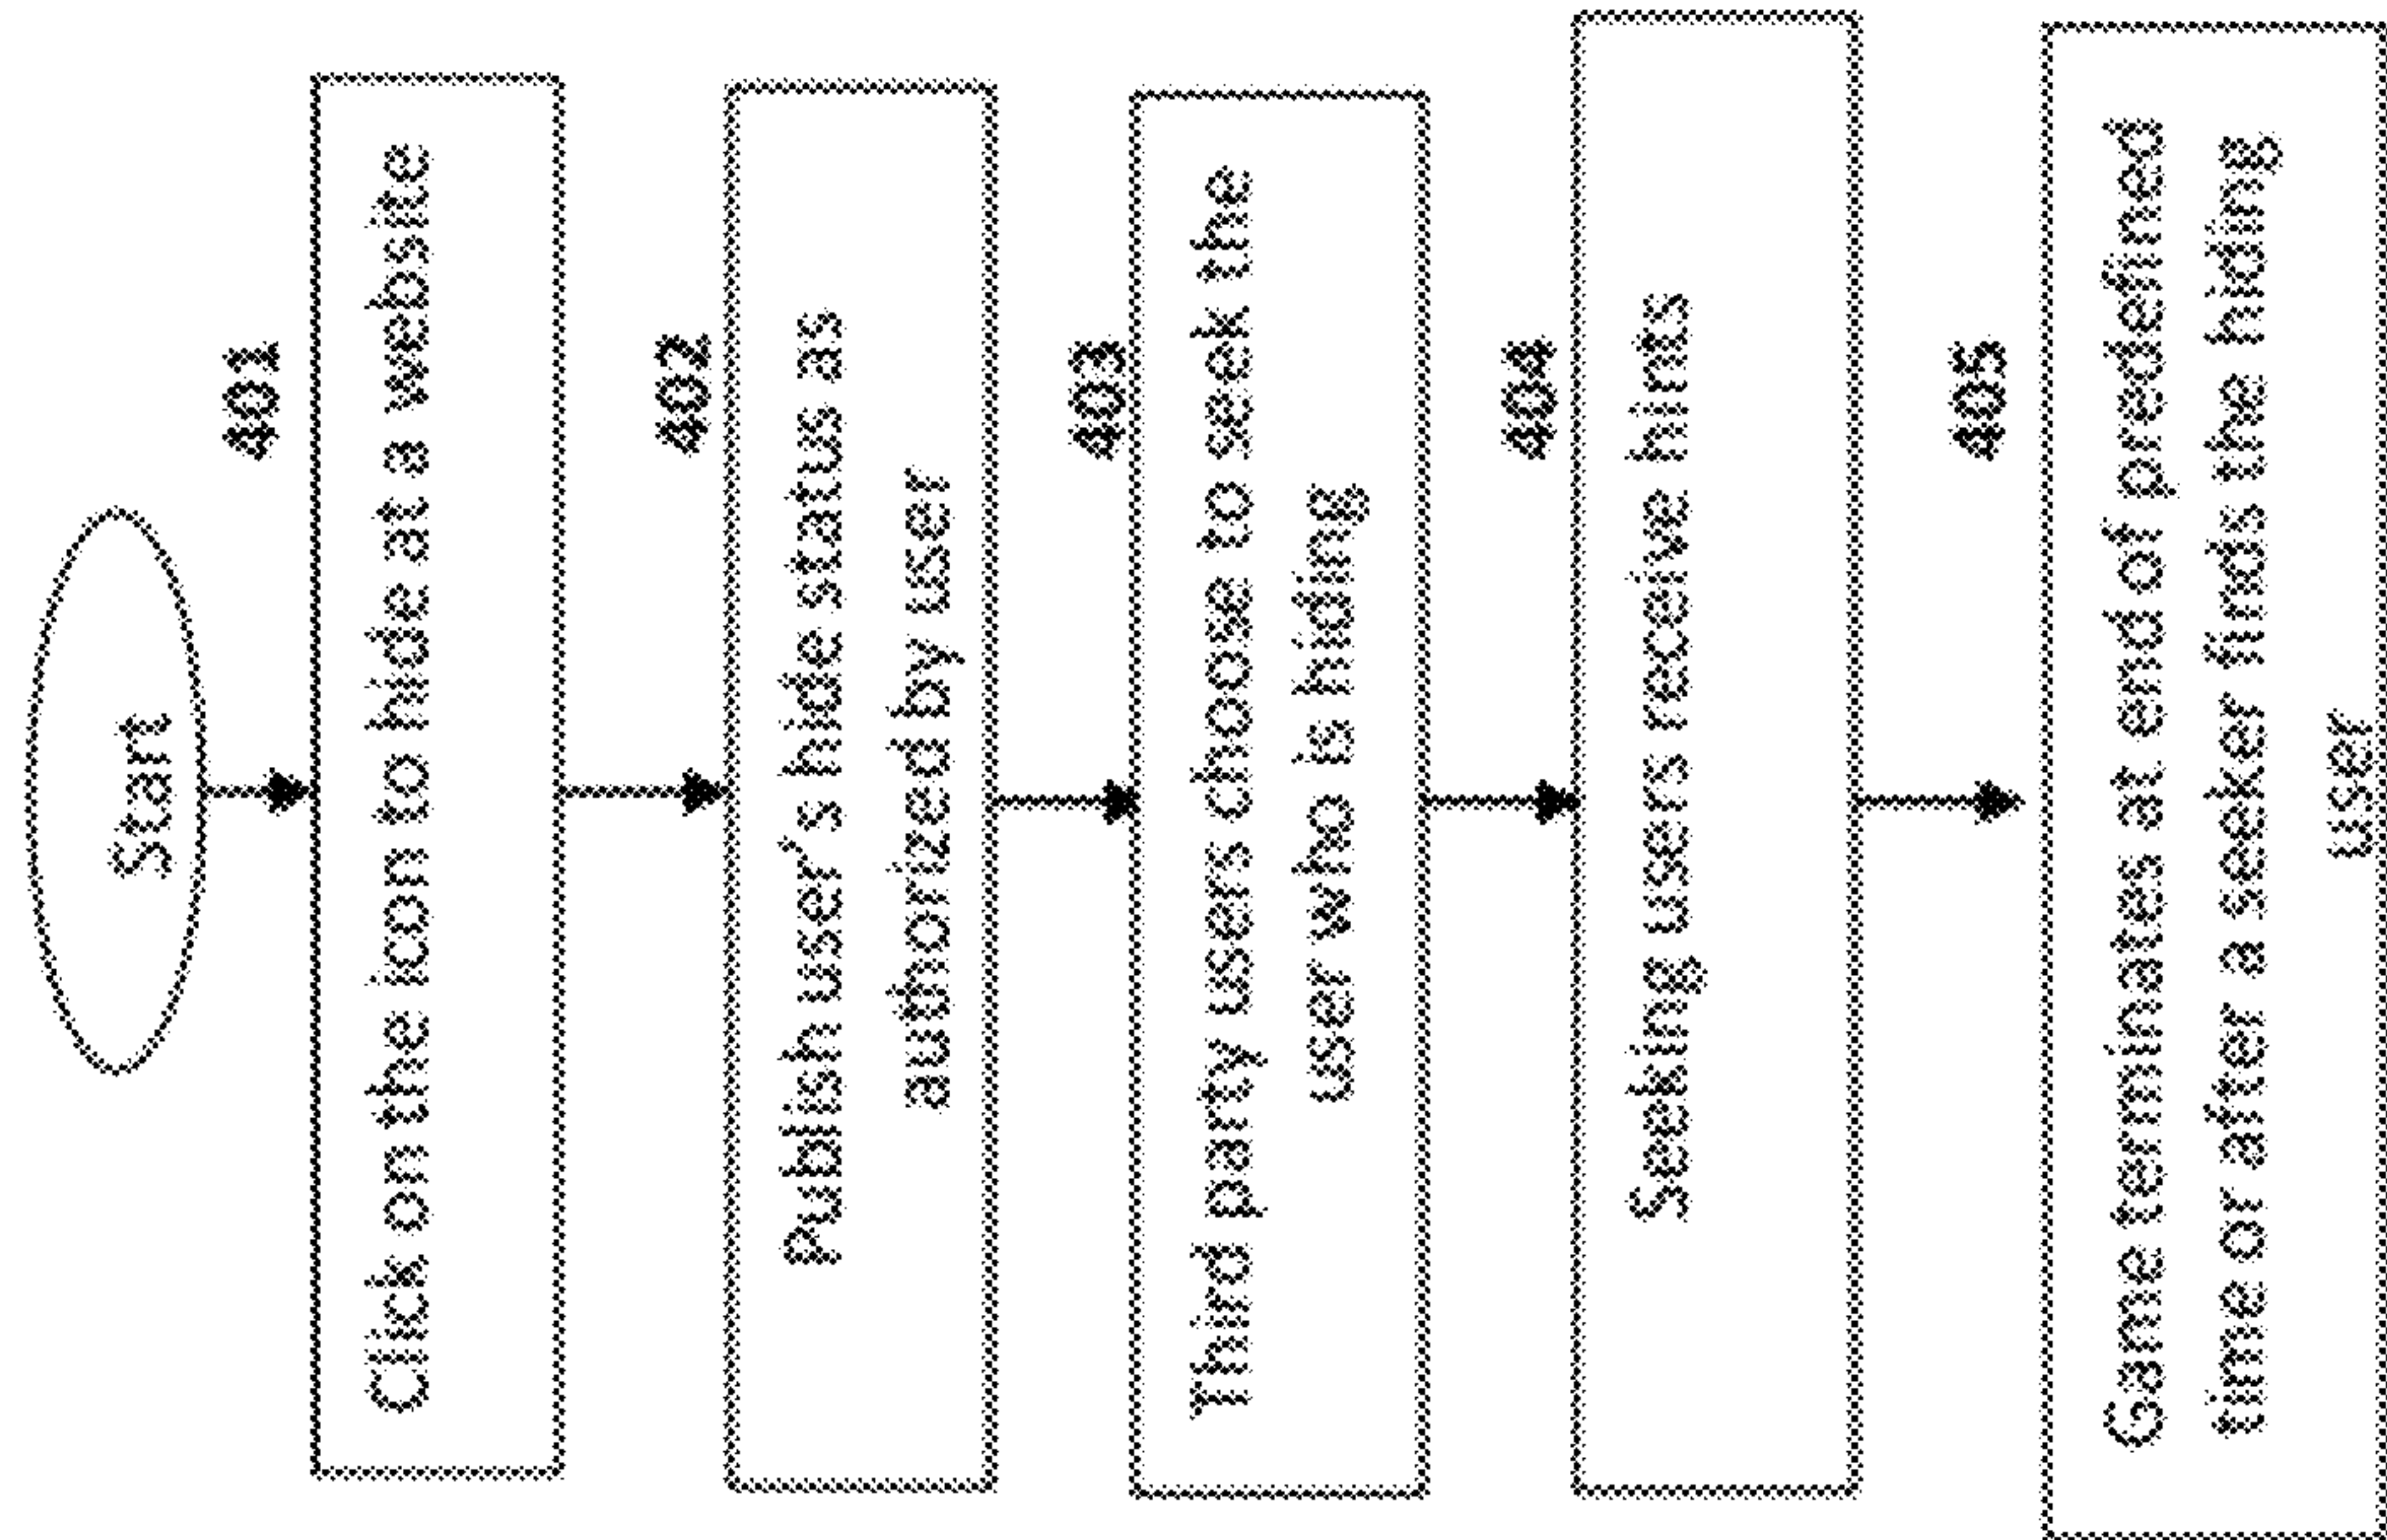 Start
401
Click on the icon to hide at a website
402
Publish user's hide status as
authorized by user
403
Third party users choose to seek the
user who is hiding
404
Seeking users receive hints
405
Game terminates at end of predefined
time or after a seeker finds the hiding
user